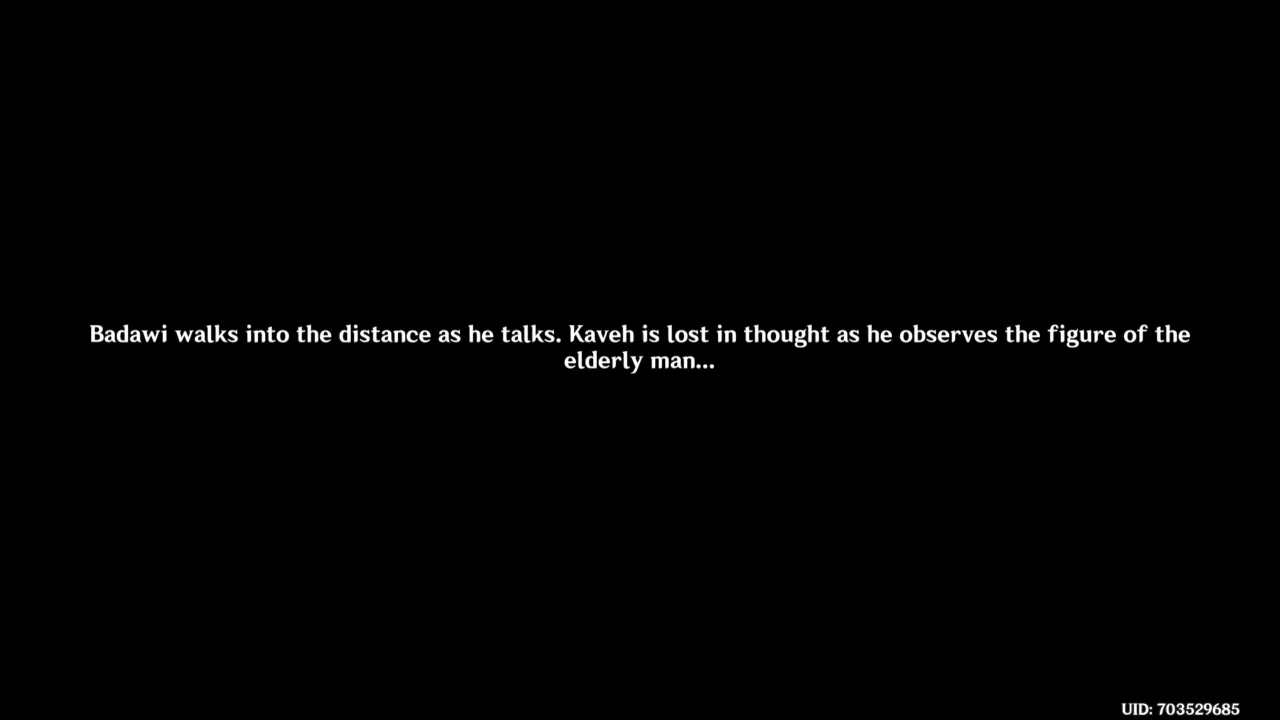 Badawi walks into the distance as he talks. Kaveh is lost in thought as he observes the figure of the
elderly man...
UID: 703529685